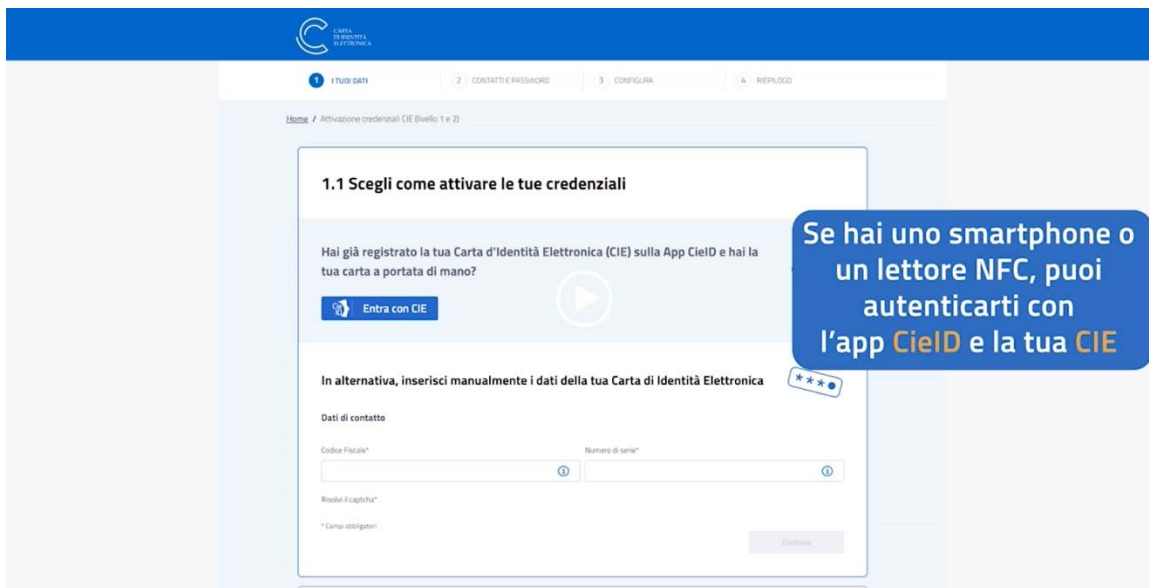 CARTA
DI IDENTITÀ
ELETTRONICA
1 I TUOI DATI 2 CONTATTI E PASSWORD 3 CONFIGURA 4 RIEPILOGO
Home / Attivazione credenziali CIE (livello 1 e 2)
1.1 Scegli come attivare le tue credenziali
Hai già registrato la tua Carta d'Identità Elettronica (CIE) sulla App CieID e hai la
tua carta a portata di mano?
Entra con CIE
Se hai uno smartphone o
un lettore NFC, puoi
autenticarti con
l'app CieID e la tua CIE
In alternativa, inserisci manualmente i dati della tua Carta di Identità Elettronica
Dati di contatto
Codice Fiscale* Numero di serie*
Risolvi il captcha*
* Campi obbligatori
Continua